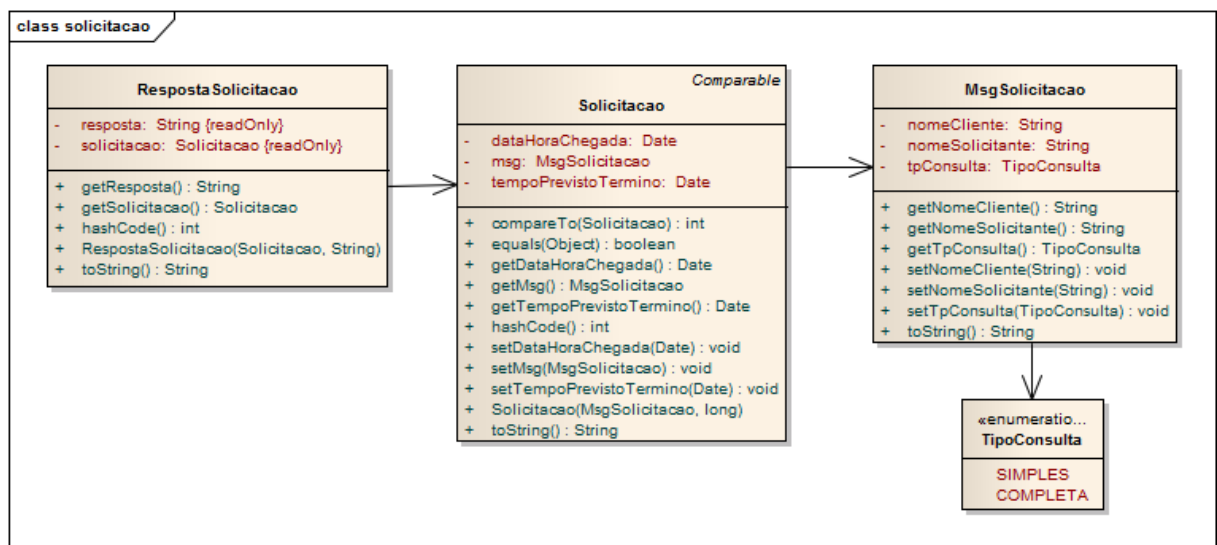 class solicitacao
RespostaSolicitacao
- resposta: String {readOnly}
- solicitacao: Solicitacao {readOnly}
+ getResposta() : String
+ getSolicitacao() : Solicitacao
+ hashCode() : int
+ RespostaSolicitacao(Solicitacao, String)
+ toString() : String
Comparable
Solicitacao
- dataHoraChegada: Date
- msg: MsgSolicitacao
- tempoPrevistoTermino: Date
+ compareTo(Solicitacao) : int
+ equals(Object) : boolean
+ getDataHoraChegada() : Date
+ getMsg() : MsgSolicitacao
+ getTempoPrevistoTermino() : Date
+ hashCode() : int
+ setDataHoraChegada(Date) : void
+ setMsg(MsgSolicitacao) : void
+ setTempoPrevistoTermino(Date) : void
+ Solicitacao(MsgSolicitacao, long)
+ toString() : String
MsgSolicitacao
- nomeCliente: String
- nomeSolicitante: String
- tpConsulta: TipoConsulta
+ getNomeCliente() : String
+ getNomeSolicitante() : String
+ getTpConsulta() : TipoConsulta
+ setNomeCliente(String) : void
+ setNomeSolicitante(String) : void
+ setTpConsulta(TipoConsulta) : void
+ toString() : String
«enumeratio...
TipoConsulta
SIMPLES
COMPLETA